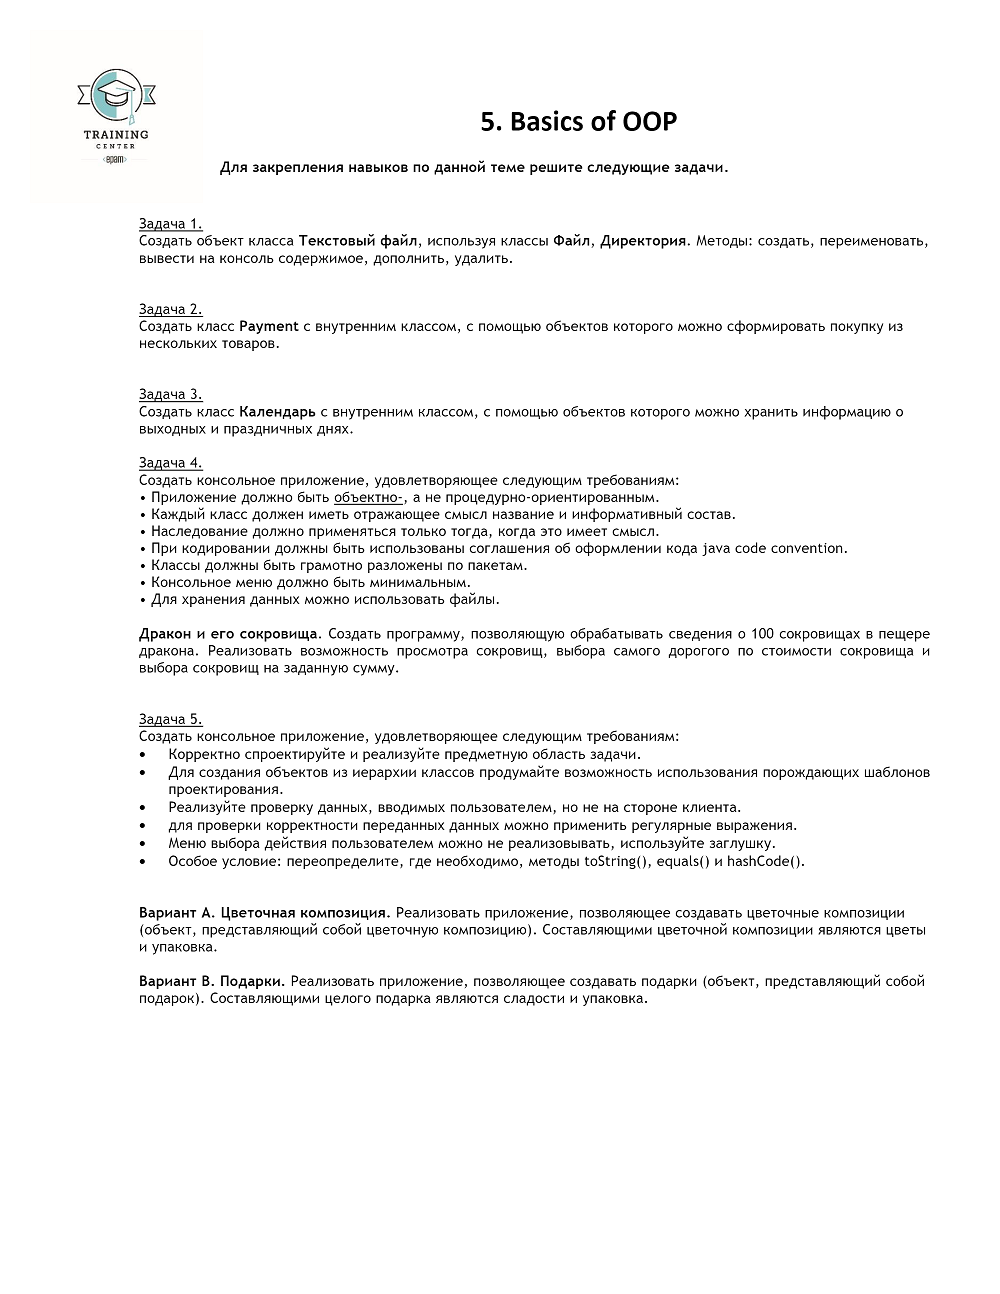 TRAINING
CENTER
<epam>
5. Basics of OOP
Для закрепления навыков по данной теме решите следующие задачи.
Задача 1.
Создать объект класса Текстовый файл, используя классы Файл, Директория. Методы: создать, переименовать,
вывести на консоль содержимое, дополнить, удалить.
Задача 2.
Создать класс Payment с внутренним классом, с помощью объектов которого можно сформировать покупку из
нескольких товаров.
Задача 3.
Создать класс Календарь с внутренним классом, с помощью объектов которого можно хранить информацию о
выходных и праздничных днях.
Задача 4.
Создать консольное приложение, удовлетворяющее следующим требованиям:
• Приложение должно быть объектно-, а не процедурно-ориентированным.
• Каждый класс должен иметь отражающее смысл название и информативный состав.
• Наследование должно применяться только тогда, когда это имеет смысл.
• При кодировании должны быть использованы соглашения об оформлении кода java code convention.
• Классы должны быть грамотно разложены по пакетам.
• Консольное меню должно быть минимальным.
• Для хранения данных можно использовать файлы.
Дракон и его сокровища. Создать программу, позволяющую обрабатывать сведения о 100 сокровищах в пещере
дракона. Реализовать возможность просмотра сокровищ, выбора самого дорогого по стоимости сокровища и
выбора сокровищ на заданную сумму.
Задача 5.
Создать консольное приложение, удовлетворяющее следующим требованиям:
• Корректно спроектируйте и реализуйте предметную область задачи.
• Для создания объектов из иерархии классов продумайте возможность использования порождающих шаблонов
проектирования.
• Реализуйте проверку данных, вводимых пользователем, но не на стороне клиента.
• для проверки корректности переданных данных можно применить регулярные выражения.
• Меню выбора действия пользователем можно не реализовывать, используйте заглушку.
• Особое условие: переопределите, где необходимо, методы toString(), equals() и hashCode().
Вариант A. Цветочная композиция. Реализовать приложение, позволяющее создавать цветочные композиции
(объект, представляющий собой цветочную композицию). Составляющими цветочной композиции являются цветы
и упаковка.
Вариант B. Подарки. Реализовать приложение, позволяющее создавать подарки (объект, представляющий собой
подарок). Составляющими целого подарка являются сладости и упаковка.